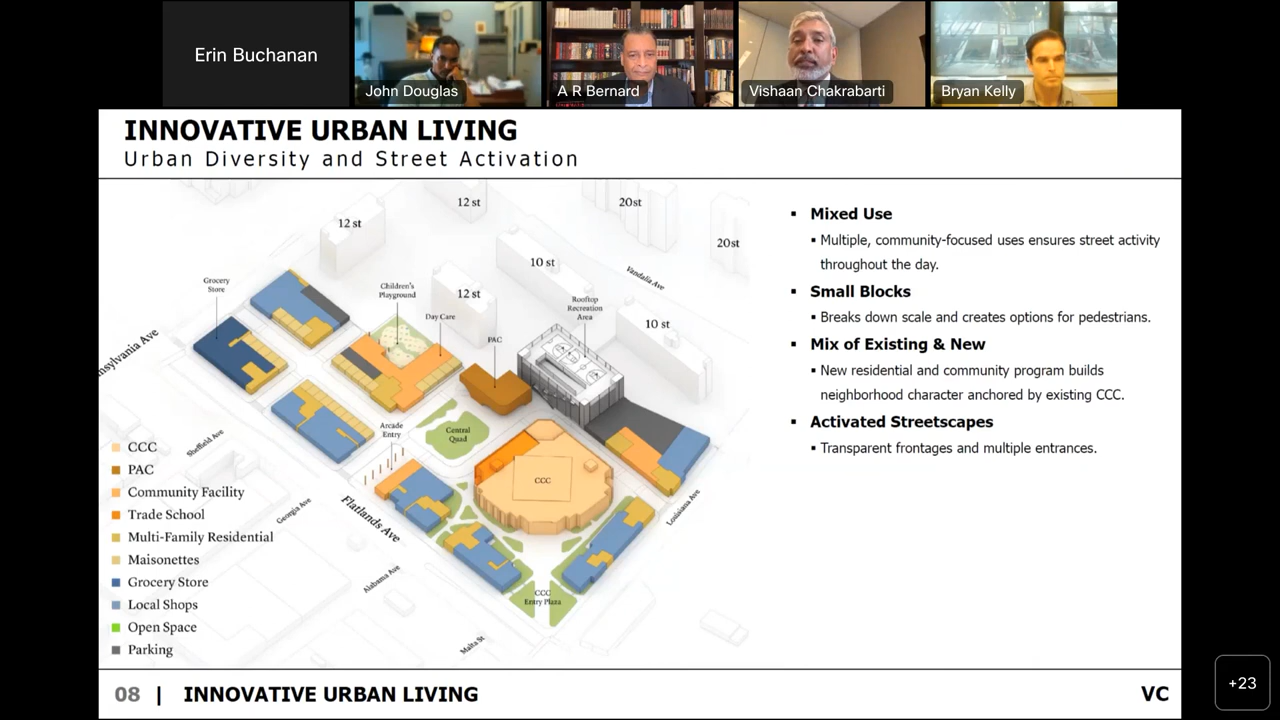 Erin Buchanan
John Douglas
A R Bernard
Vishaan Chakrabarti
Bryan Kelly
INNOVATIVE URBAN LIVING
Urban Diversity and Street Activation
12 st
12 st
20st
20st
10 st
12 st
10 st
Vandalia Ave
Grocery
Store
Children's
Playground
Day Care
PAC
Rooftop
Recreation
Area
nsylvania Ave
Sheffield Ave
Georgia Ave
Arcade
Entry
Central
Quad
CCC
Flatlands Ave
Alabama Ave
Louisiana Ave
CCC
Entry Plaza
Malta St
CCC
PAC
Community Facility
Trade School
Multi-Family Residential
Maisonettes
Grocery Store
Local Shops
Open Space
Parking
▪ Mixed Use
▪ Multiple, community-focused uses ensures street activity
throughout the day.
▪ Small Blocks
▪ Breaks down scale and creates options for pedestrians.
▪ Mix of Existing & New
▪ New residential and community program builds
neighborhood character anchored by existing CCC.
▪ Activated Streetscapes
▪ Transparent frontages and multiple entrances.
08 | INNOVATIVE URBAN LIVING
VC
+23